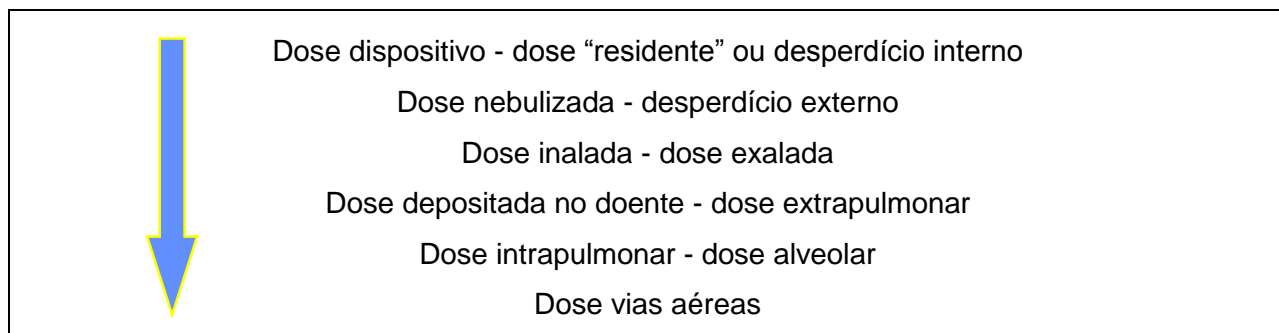 Dose dispositivo - dose “residente” ou desperdício interno
Dose nebulizada - desperdício externo
Dose inalada - dose exalada
Dose depositada no doente - dose extrapulmonar
Dose intrapulmonar - dose alveolar
Dose vias aéreas